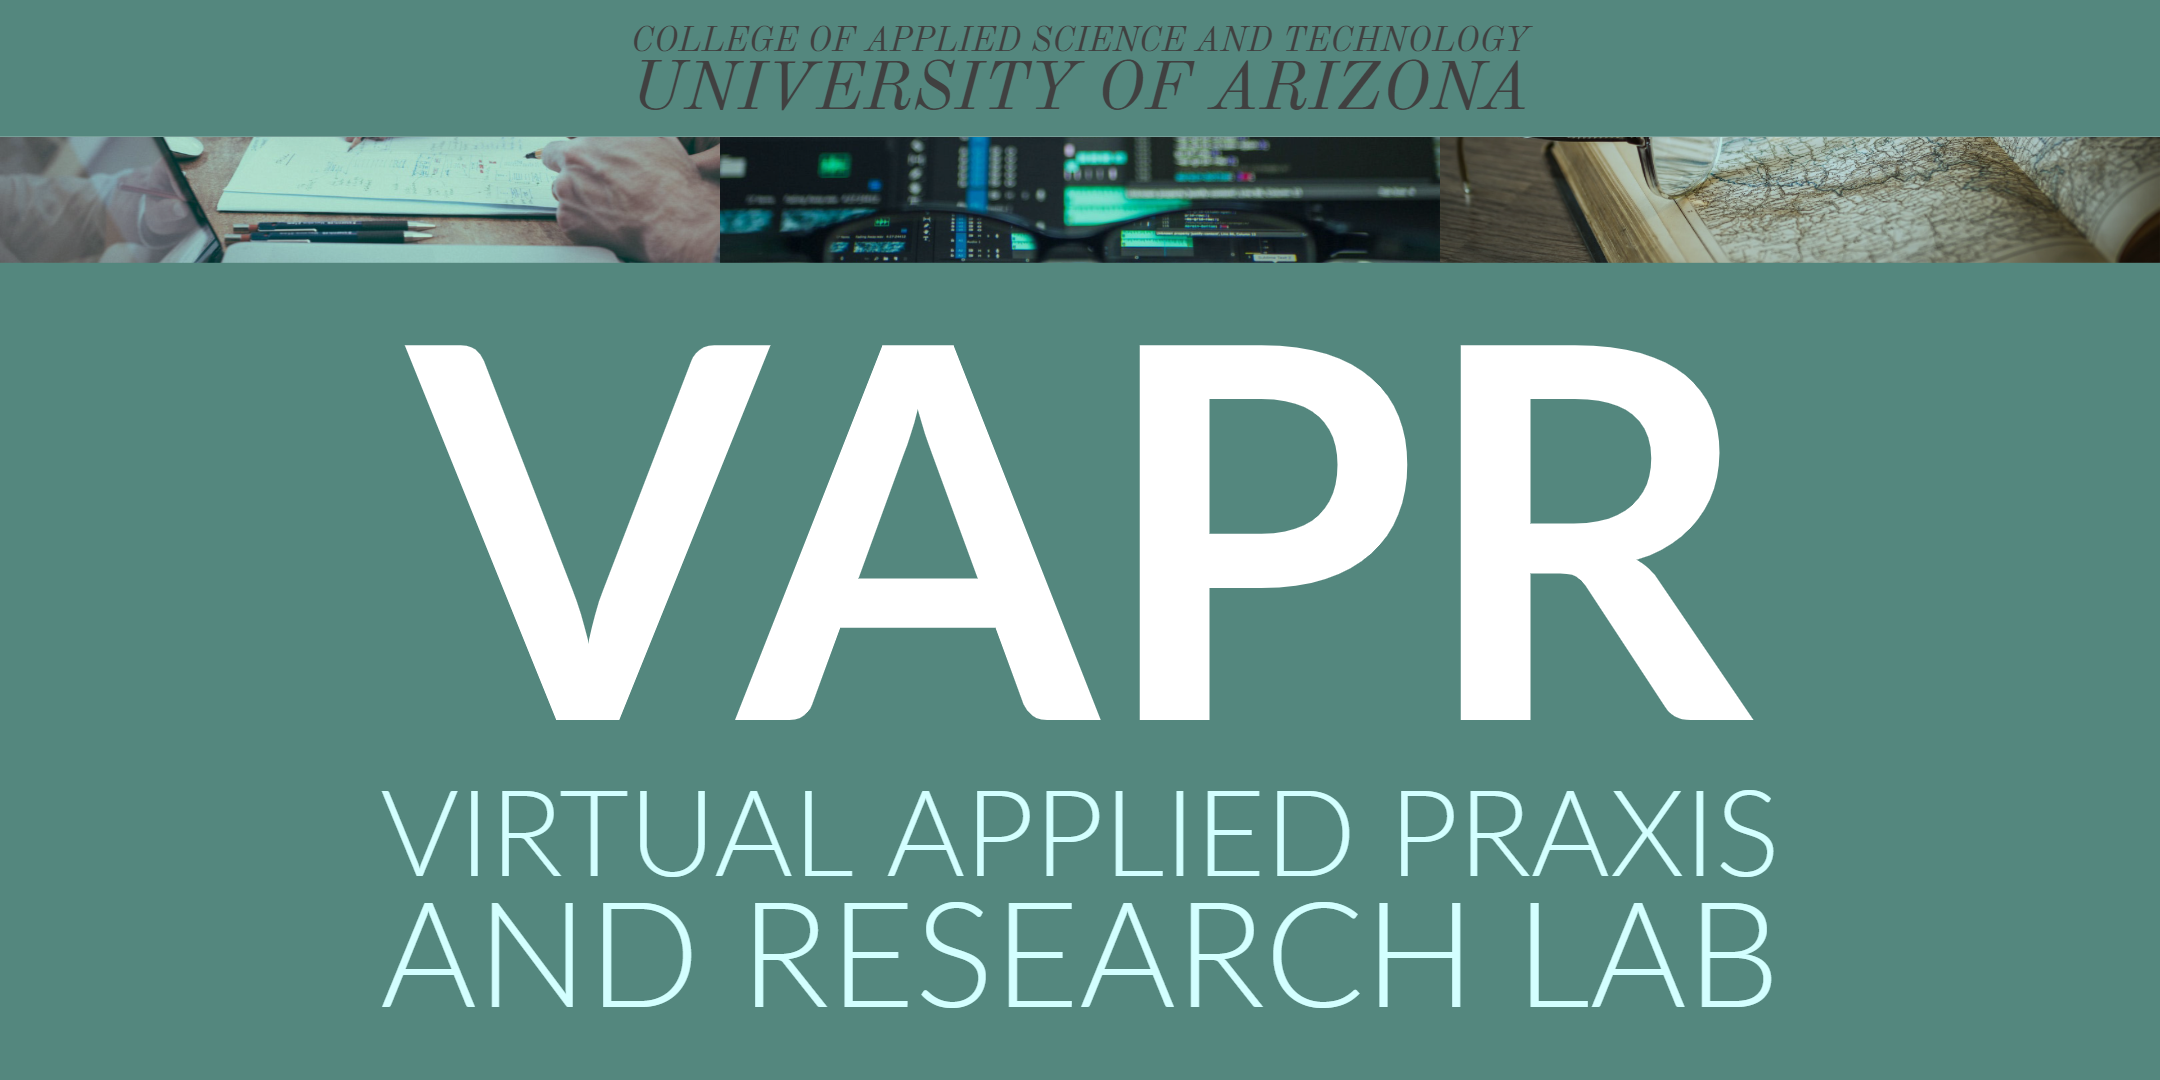 COLLEGE OF APPLIED SCIENCE AND TECHNOLOGY
UNIVERSITY OF ARIZONA
VAPR
VIRTUAL APPLIED PRAXIS
AND RESEARCH LAB